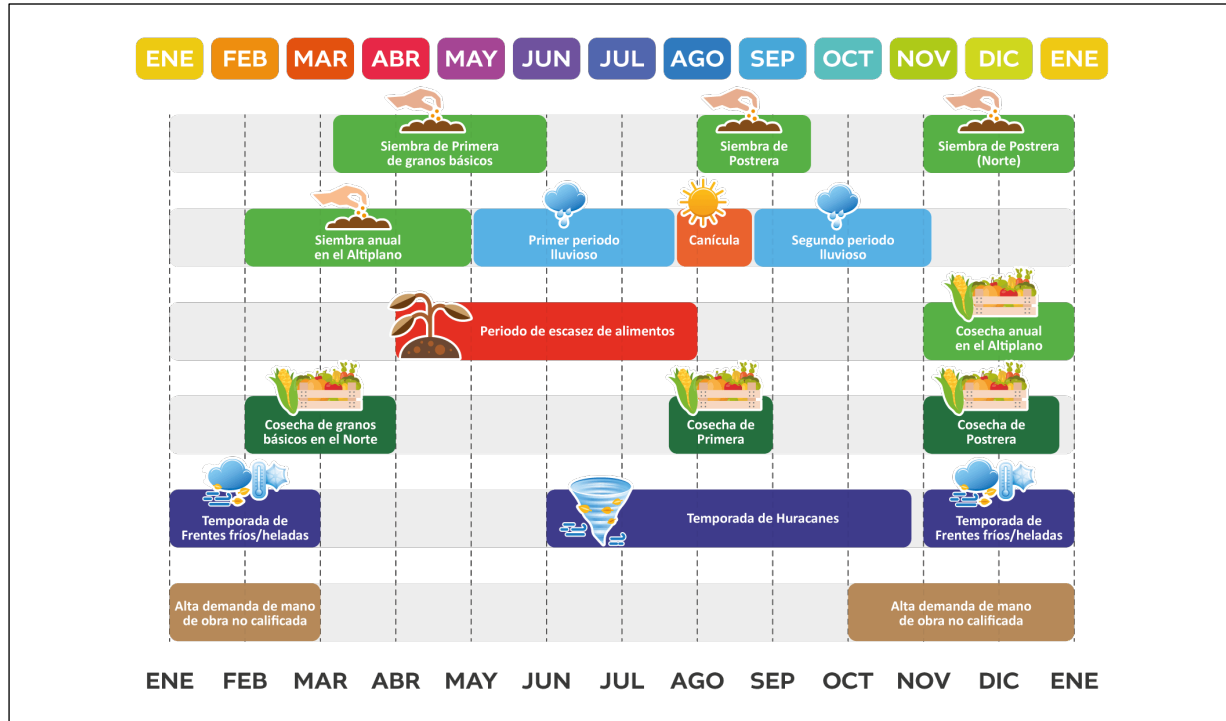 ENE FEB MAR ABR MAY JUN JUL AGO SEP OCT NOV DIC ENE
Siembra de Primera
de granos básicos
Siembra de
Postrera
Siembra de Postrera
(Norte)
Siembra anual
en el Altiplano
Primer periodo
lluvioso
Canícula
Segundo periodo
lluvioso
Periodo de escasez de alimentos
Cosecha anual
en el Altiplano
Cosecha de granos
básicos en el Norte
Cosecha de
Primera
Cosecha de
Postrera
Temporada de
Frentes fríos/heladas
Temporada de Huracanes
Temporada de
Frentes fríos/heladas
Alta demanda de mano
de obra no calificada
Alta demanda de mano
de obra no calificada
ENE FEB MAR ABR MAY JUN JUL AGO SEP OCT NOV DIC ENE